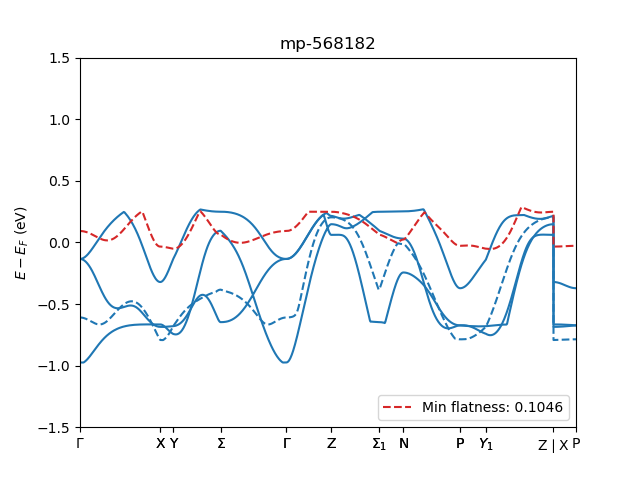 mp-568182
E − E_F (eV)
1.5
1.0
0.5
0.0
−0.5
−1.0
−1.5
Min flatness: 0.1046
Γ X Y Σ Γ Z Σ₁ N P Y₁ Z | X P